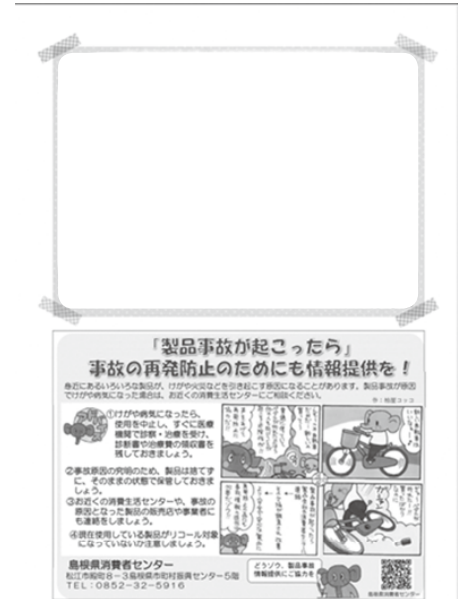 「製品事故が起こったら」
事故の再発防止のためにも情報提供を！
身近にあるいろいろな製品が、けがや火災などを引き起こす原因になることがあります。製品事故が原因
でけがや病気になった場合は、お近くの消費生活センターにご相談ください。
①けがや病気になったら、
使用を中止し、すぐに医療
機関で診察・治療を受け、
診断書や治療費の領収書を
残しておきましょう。
②事故原因の究明のため、製品は捨てず
に、そのままの状態で保管しておきま
しょう。
③お近くの消費生活センターや、事故の
原因となった製品の販売店や事業者に
も連絡をしましょう。
④現在使用している製品がリコール対象
になっていないか注意しましょう。
島根県消費者センター
松江市殿町8－3島根県市町村振興センター5階
TEL：0852－32－5916
どうゾウ、製品事故
情報提供にご協力を
島根県消費者センター